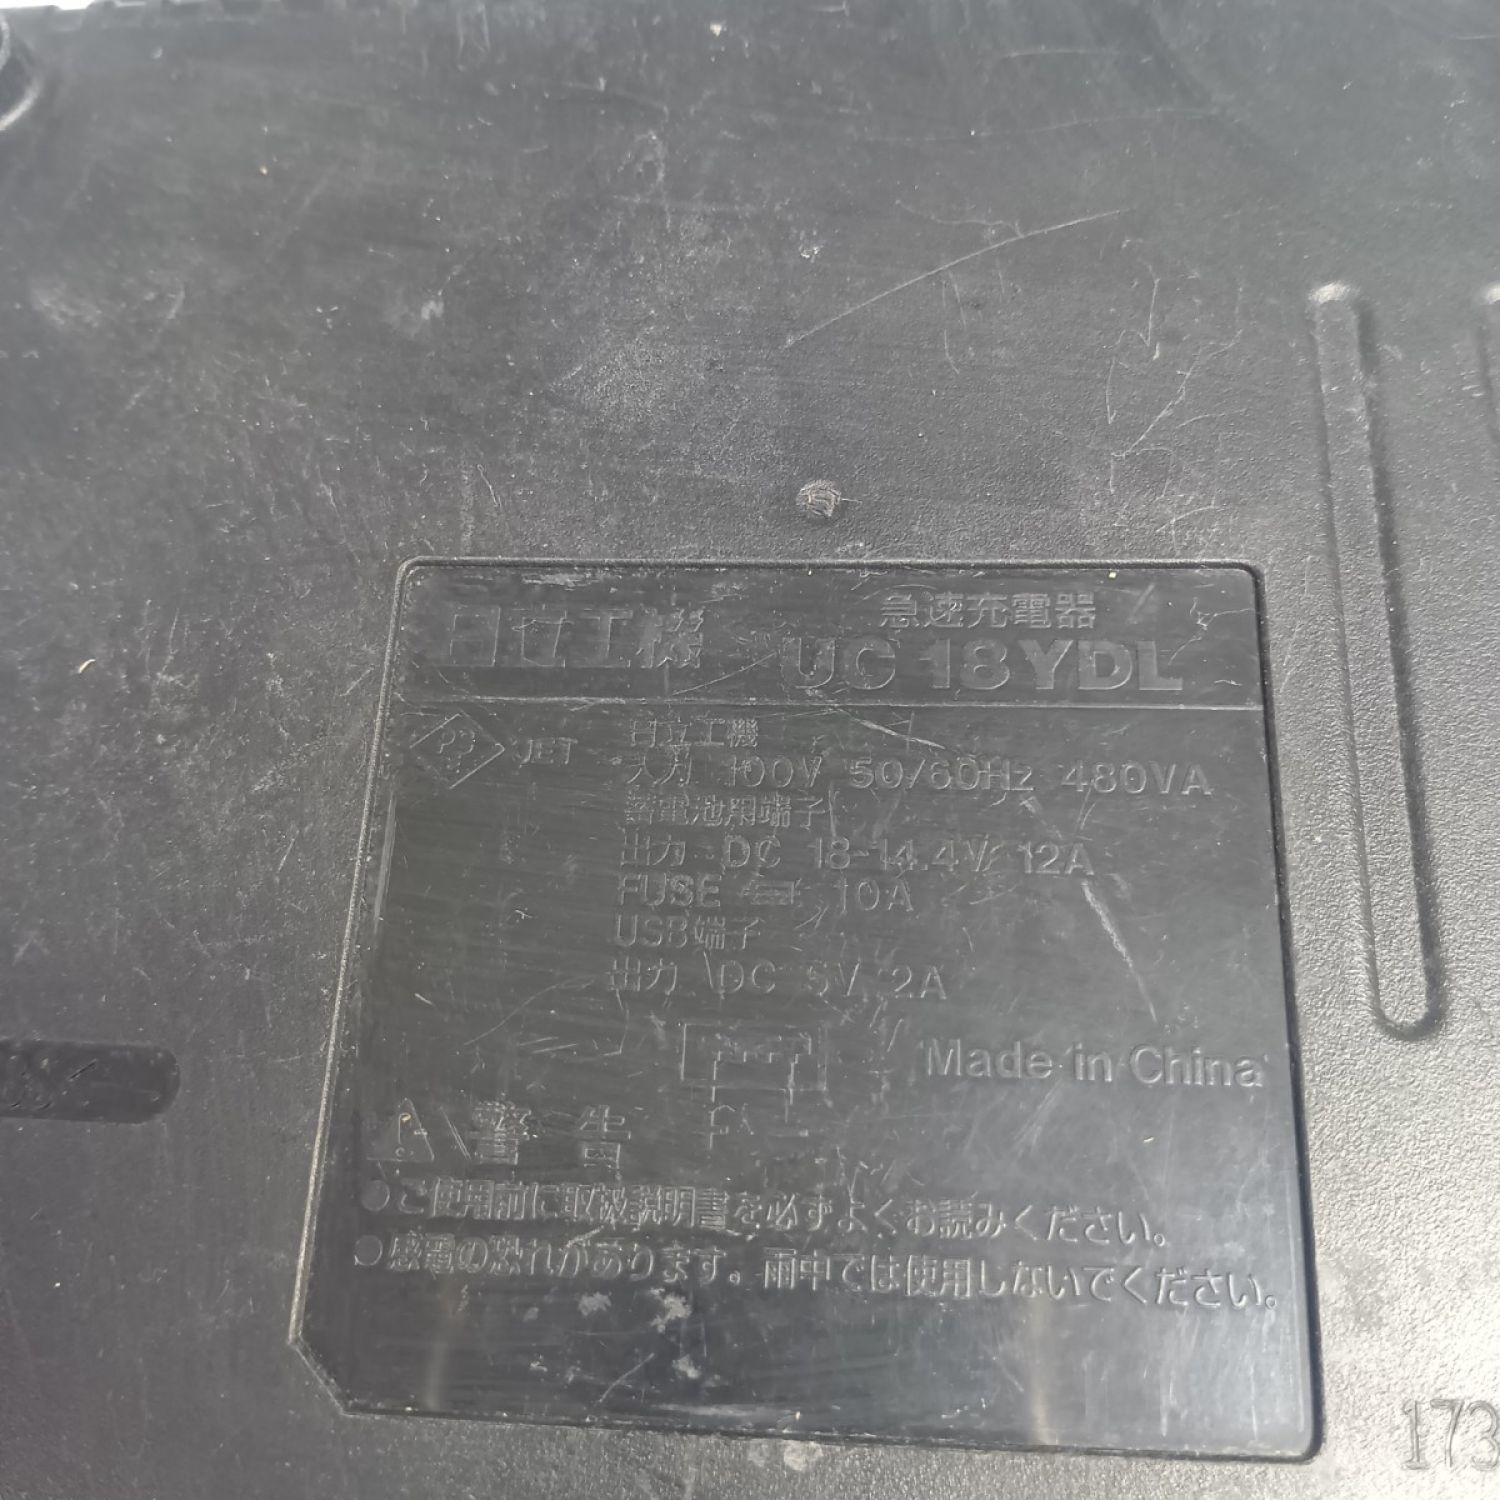 日立工機
急速充電器
UC 18YDL
PS
E
JET
日立工機
入力 100V 50/60Hz 480VA
蓄電池用端子
出力 DC 18-14.4V 12A
FUSE 10A
USB端子
出力 DC 5V 2A
Made in China
警告
●ご使用前に取扱説明書を必ずよくお読みください。
●感電の恐れがあります。雨中では使用しないでください。
173